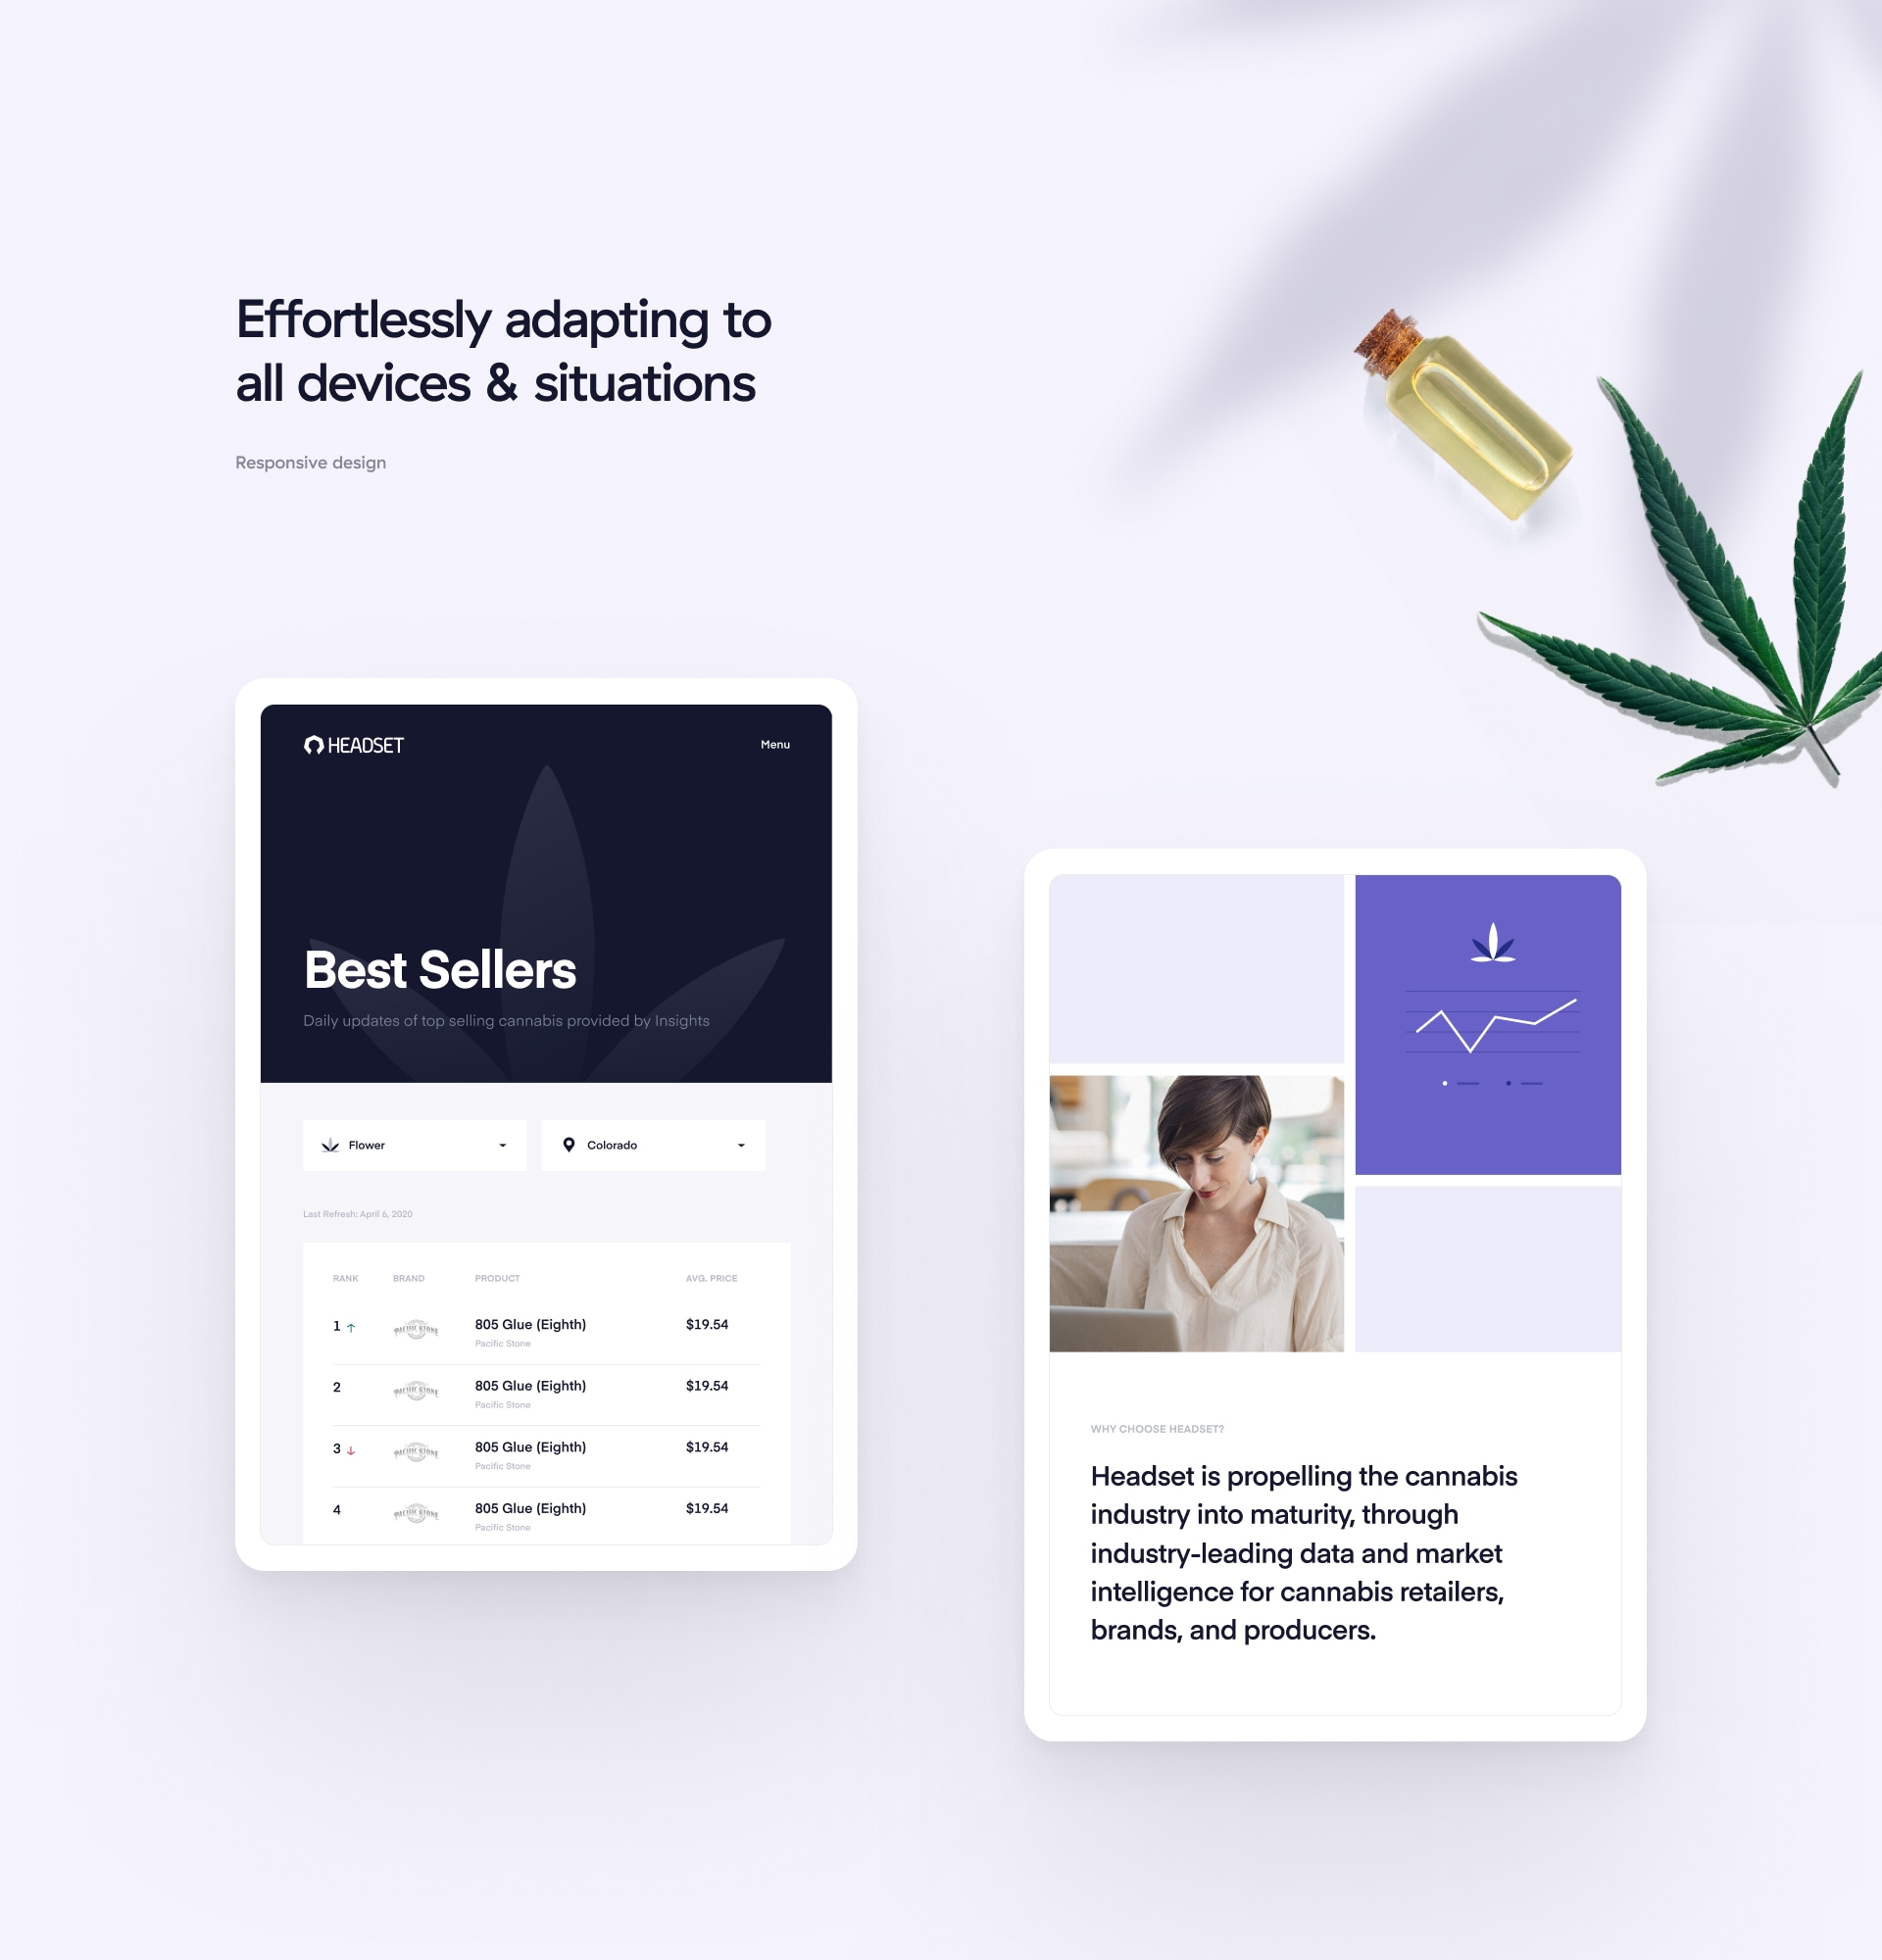 Effortlessly adapting to
all devices & situations
Responsive design
HEADSET
Menu
Best Sellers
Daily updates of top selling cannabis provided by Insights
Flower
Colorado
Last Refresh: April 6, 2020
RANK BRAND PRODUCT AVG. PRICE
1 PACIFIC STONE 805 Glue (Eighth) $19.54
Pacific Stone
2 PACIFIC STONE 805 Glue (Eighth) $19.54
Pacific Stone
3 PACIFIC STONE 805 Glue (Eighth) $19.54
Pacific Stone
4 PACIFIC STONE 805 Glue (Eighth) $19.54
Pacific Stone
WHY CHOOSE HEADSET?
Headset is propelling the cannabis
industry into maturity, through
industry-leading data and market
intelligence for cannabis retailers,
brands, and producers.